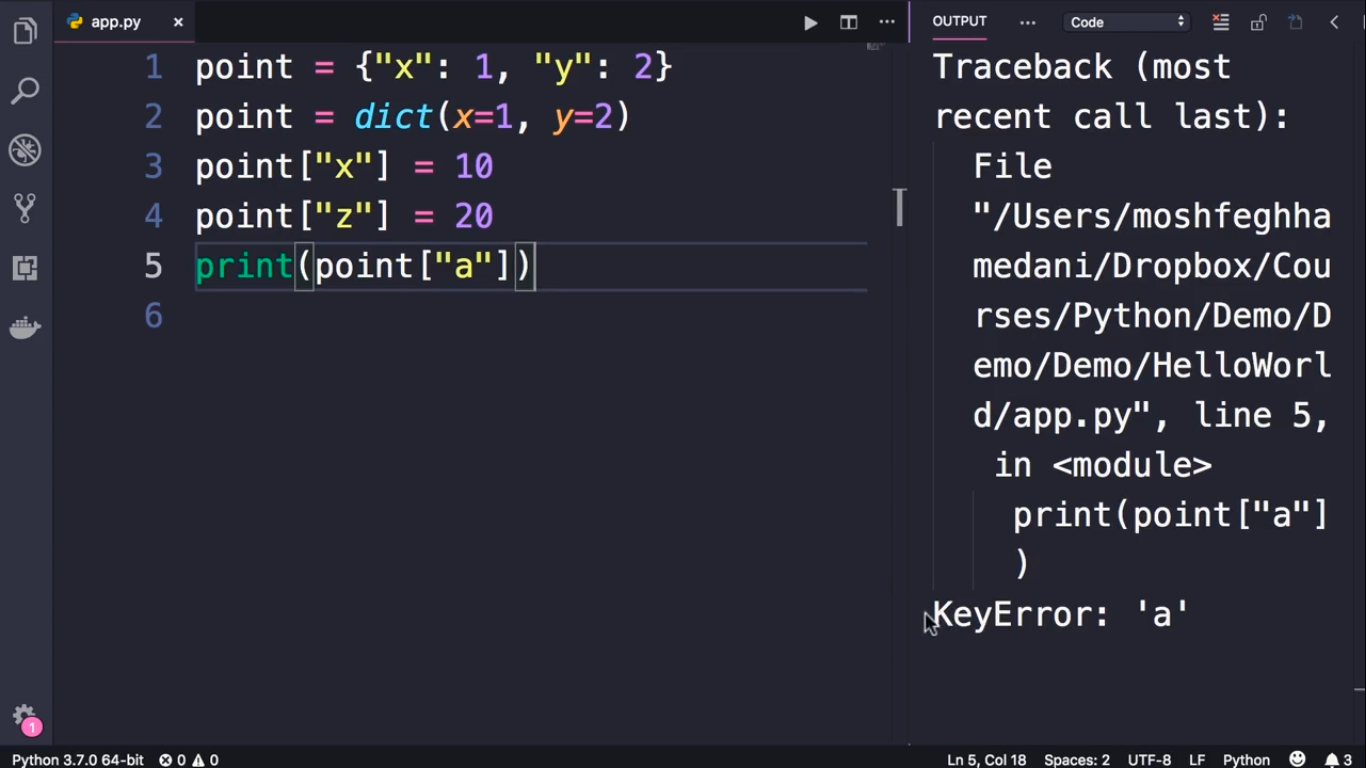 app.py
OUTPUT
Code
1 point = {"x": 1, "y": 2}
2 point = dict(x=1, y=2)
3 point["x"] = 10
4 point["z"] = 20
5 print(point["a"])
6
Traceback (most
recent call last):
File
"/Users/moshfeghha
medani/Dropbox/Cou
rses/Python/Demo/D
emo/Demo/HelloWorl
d/app.py", line 5,
in <module>
print(point["a"]
)
KeyError: 'a'
1
Python 3.7.0 64-bit 0 0 Ln 5, Col 18 Spaces: 2 UTF-8 LF Python 3